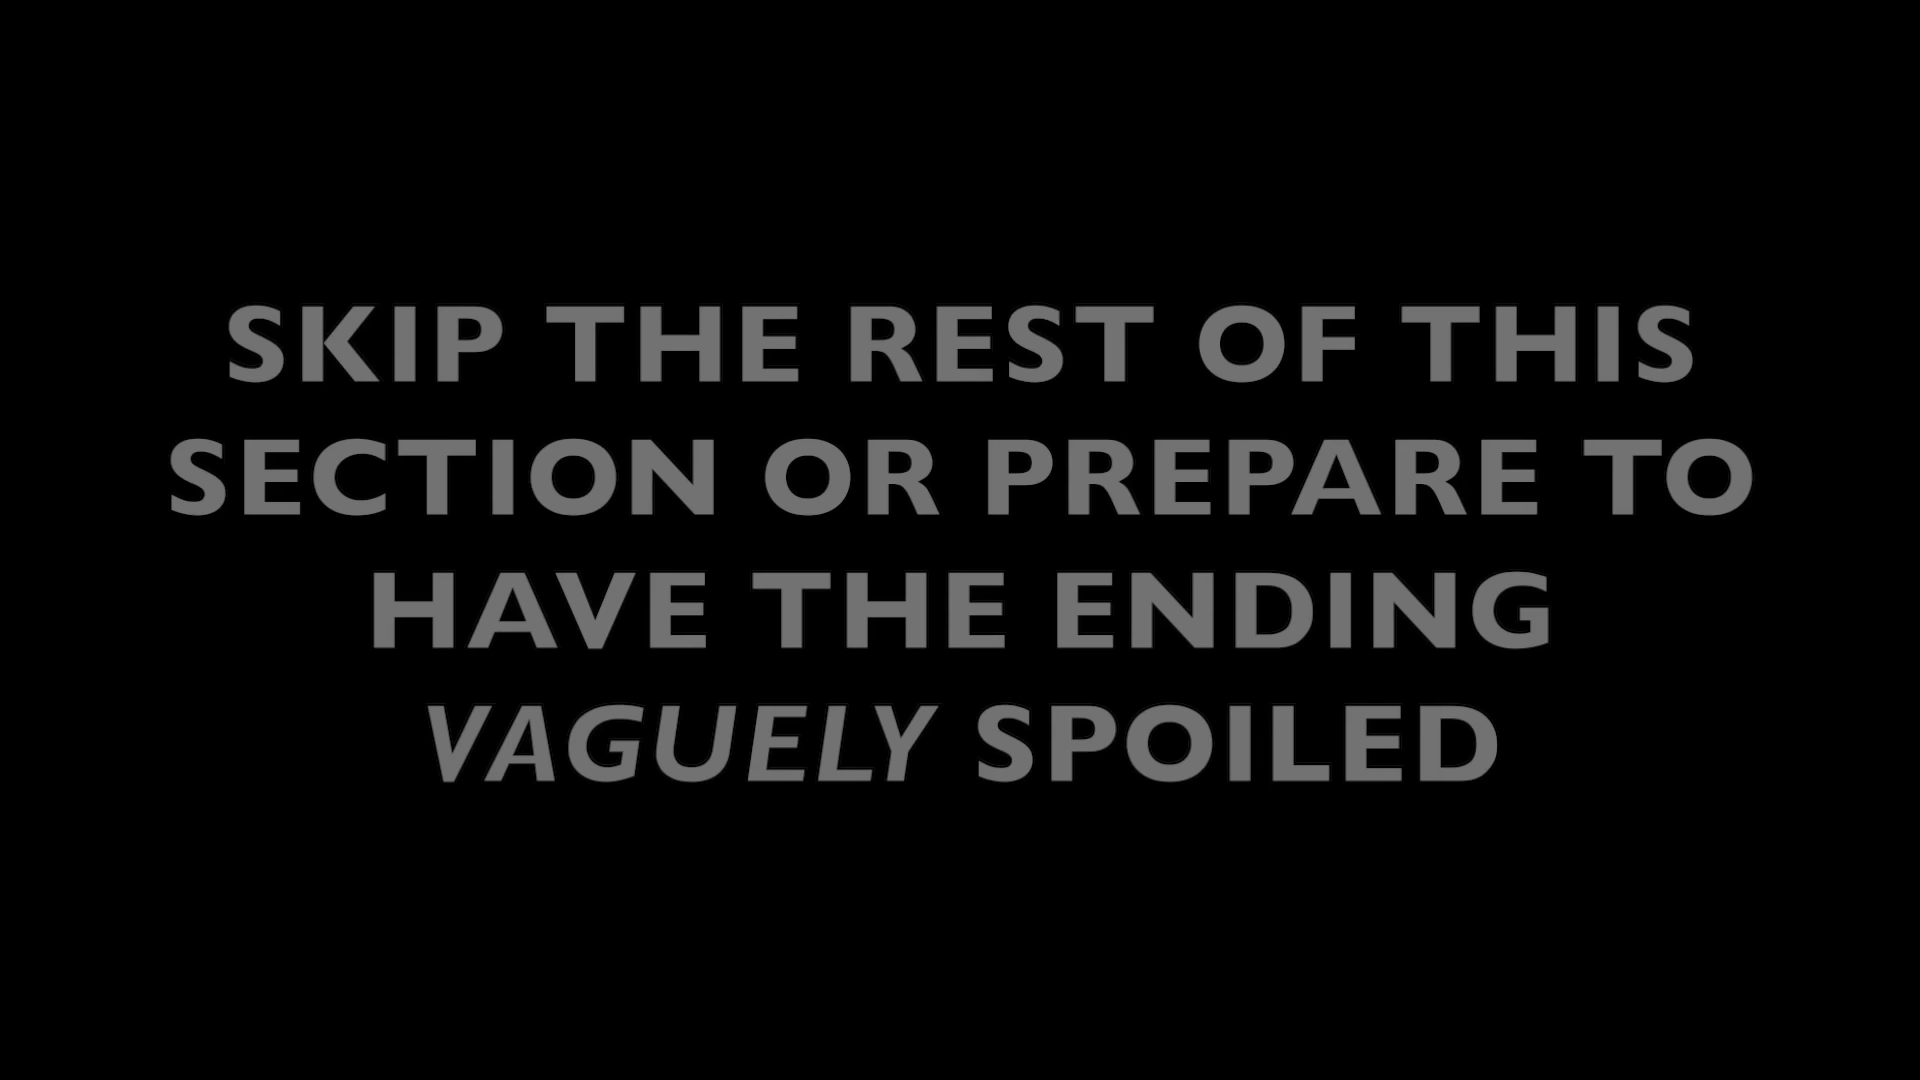 SKIP THE REST OF THIS
SECTION OR PREPARE TO
HAVE THE ENDING
VAGUELY SPOILED